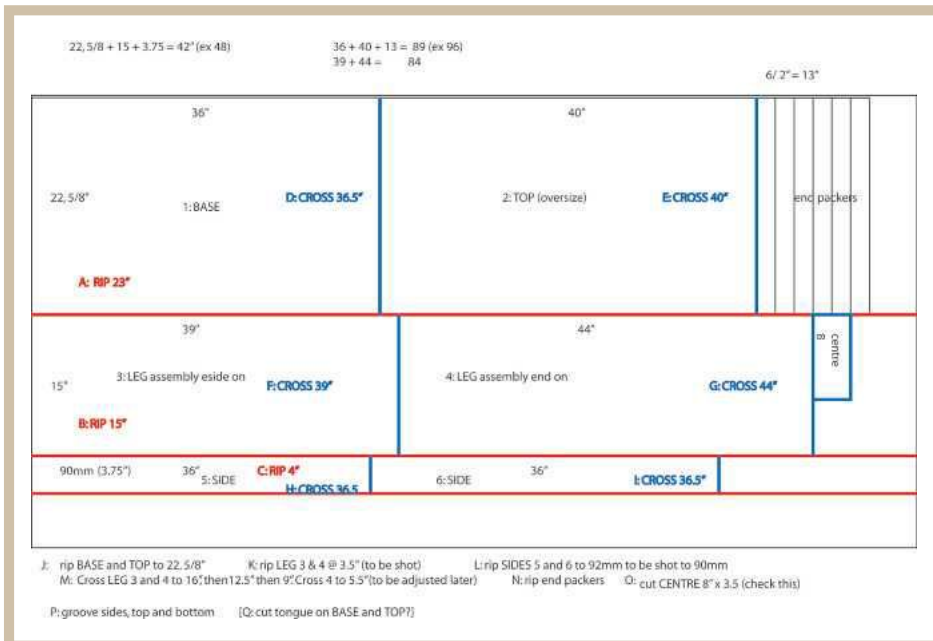 22, 5/8 + 15 + 3.75 = 42" (ex 48)
36 + 40 + 13 = 89 (ex 96)
39 + 44 = 84
6/ 2" = 13"
36"
40"
22, 5/8"
1: BASE
D: CROSS 36.5"
2: TOP (oversize)
E: CROSS 40"
end packers
A: RIP 23"
39"
44"
centre
8
15"
3: LEG assembly eside on
F: CROSS 39"
4: LEG assembly end on
G: CROSS 44"
B: RIP 15"
90mm (3.75")
36"
5: SIDE
C: RIP 4"
H: CROSS 36.5
6: SIDE
36"
I: CROSS 36.5"
J: rip BASE and TOP to 22, 5/8" K: rip LEG 3 & 4 @ 3.5" (to be shot) L: rip SIDES 5 and 6 to 92mm to be shot to 90mm
M: Cross LEG 3 and 4 to 16", then 12.5" then 9". Cross 4 to 5.5" (to be adjusted later) N: rip end packers O: cut CENTRE 8" x 3.5 (check this)
P: groove sides, top and bottom [Q: cut tongue on BASE and TOP?]